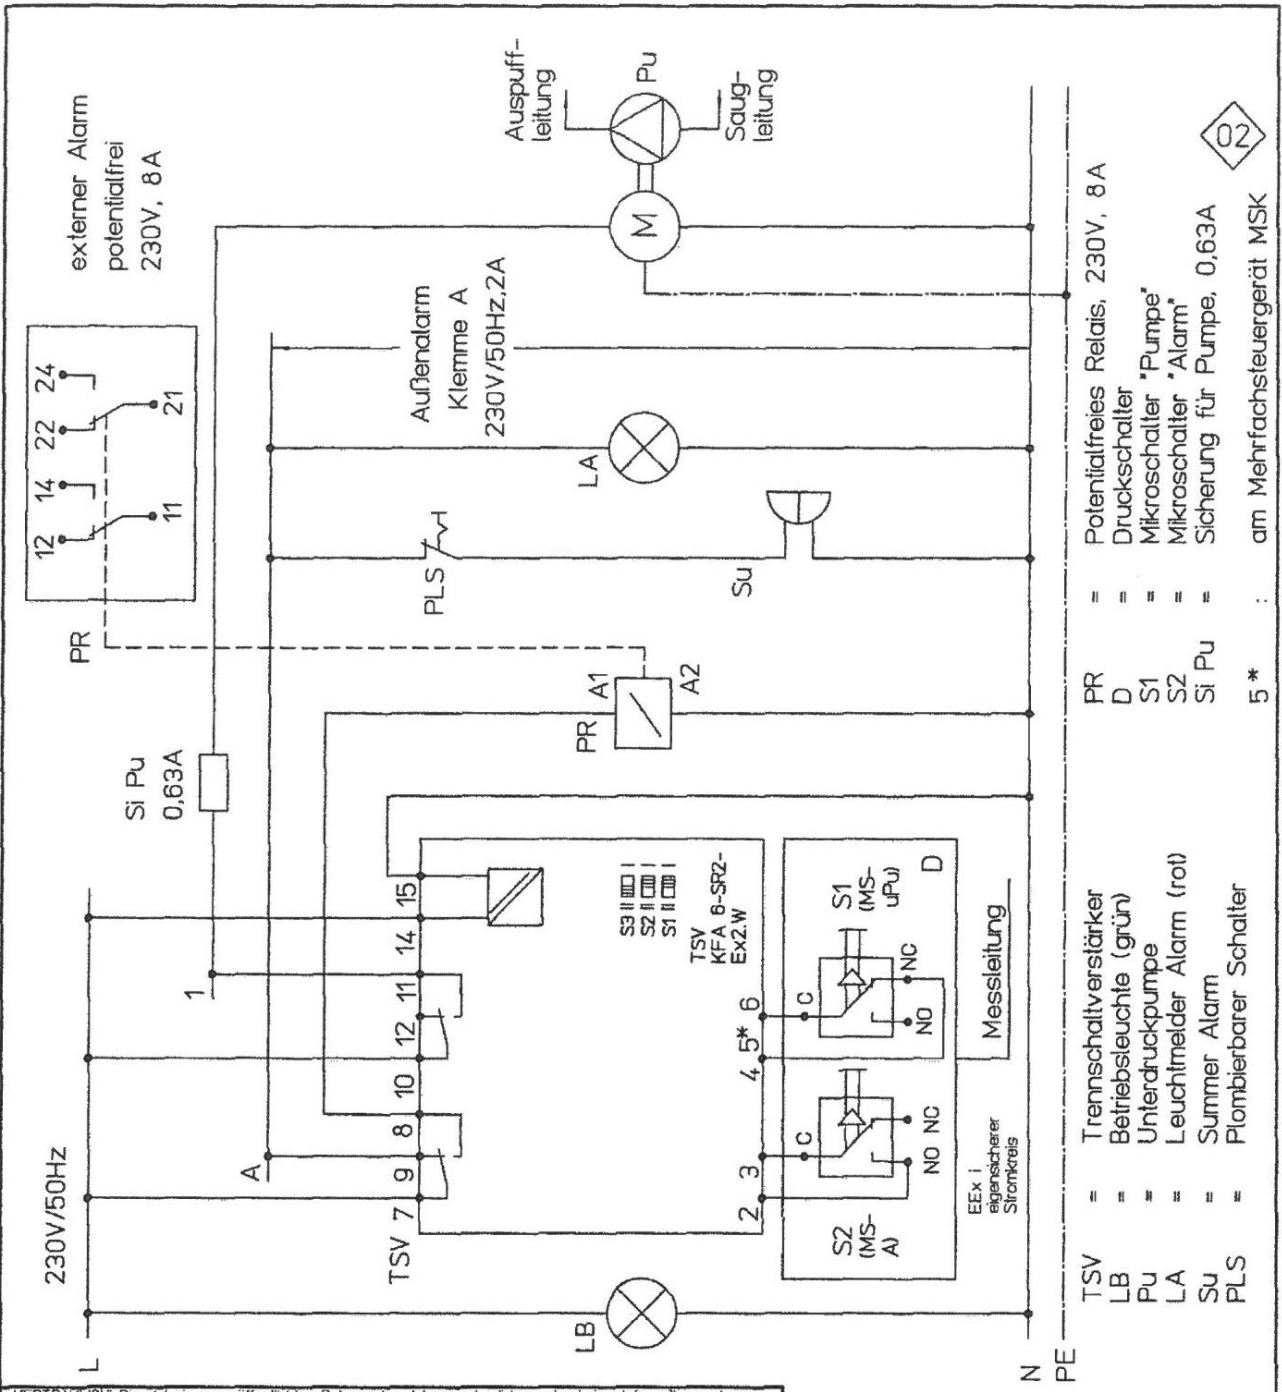 230V/50Hz
L
LB
N
PE
TSV
7
9
8
10
12
11
14
15
A
1
Si Pu
0,63A
PR
12
14
22
24
11
21
externer Alarm
potentialfrei
230V, 8A
S3
S2
S1
TSV
KFA 6-SR2-
Ex2.W
2
3
4
5*
6
S2
(MS-
A)
C
NO
NC
S1
(MS-
uPu)
C
NO
NC
D
EEx i
eigensicherer
Stromkreis
Messleitung
PR
A1
A2
PLS
Su
LA
Außenalarm
Klemme A
230V/50Hz,2A
M
Pu
Auspuff-
leitung
Saug-
leitung
TSV = Trennschaltverstärker
LB = Betriebsleuchte (grün)
Pu = Unterdruckpumpe
LA = Leuchtmelder Alarm (rot)
Su = Summer Alarm
PLS = Plombierbarer Schalter
PR = Potentialfreies Relais, 230V, 8A
D = Druckschalter
S1 = Mikroschalter "Pumpe"
S2 = Mikroschalter "Alarm"
Si Pu = Sicherung für Pumpe, 0,63A
5* : am Mehrfachsteuergerät MSK
02